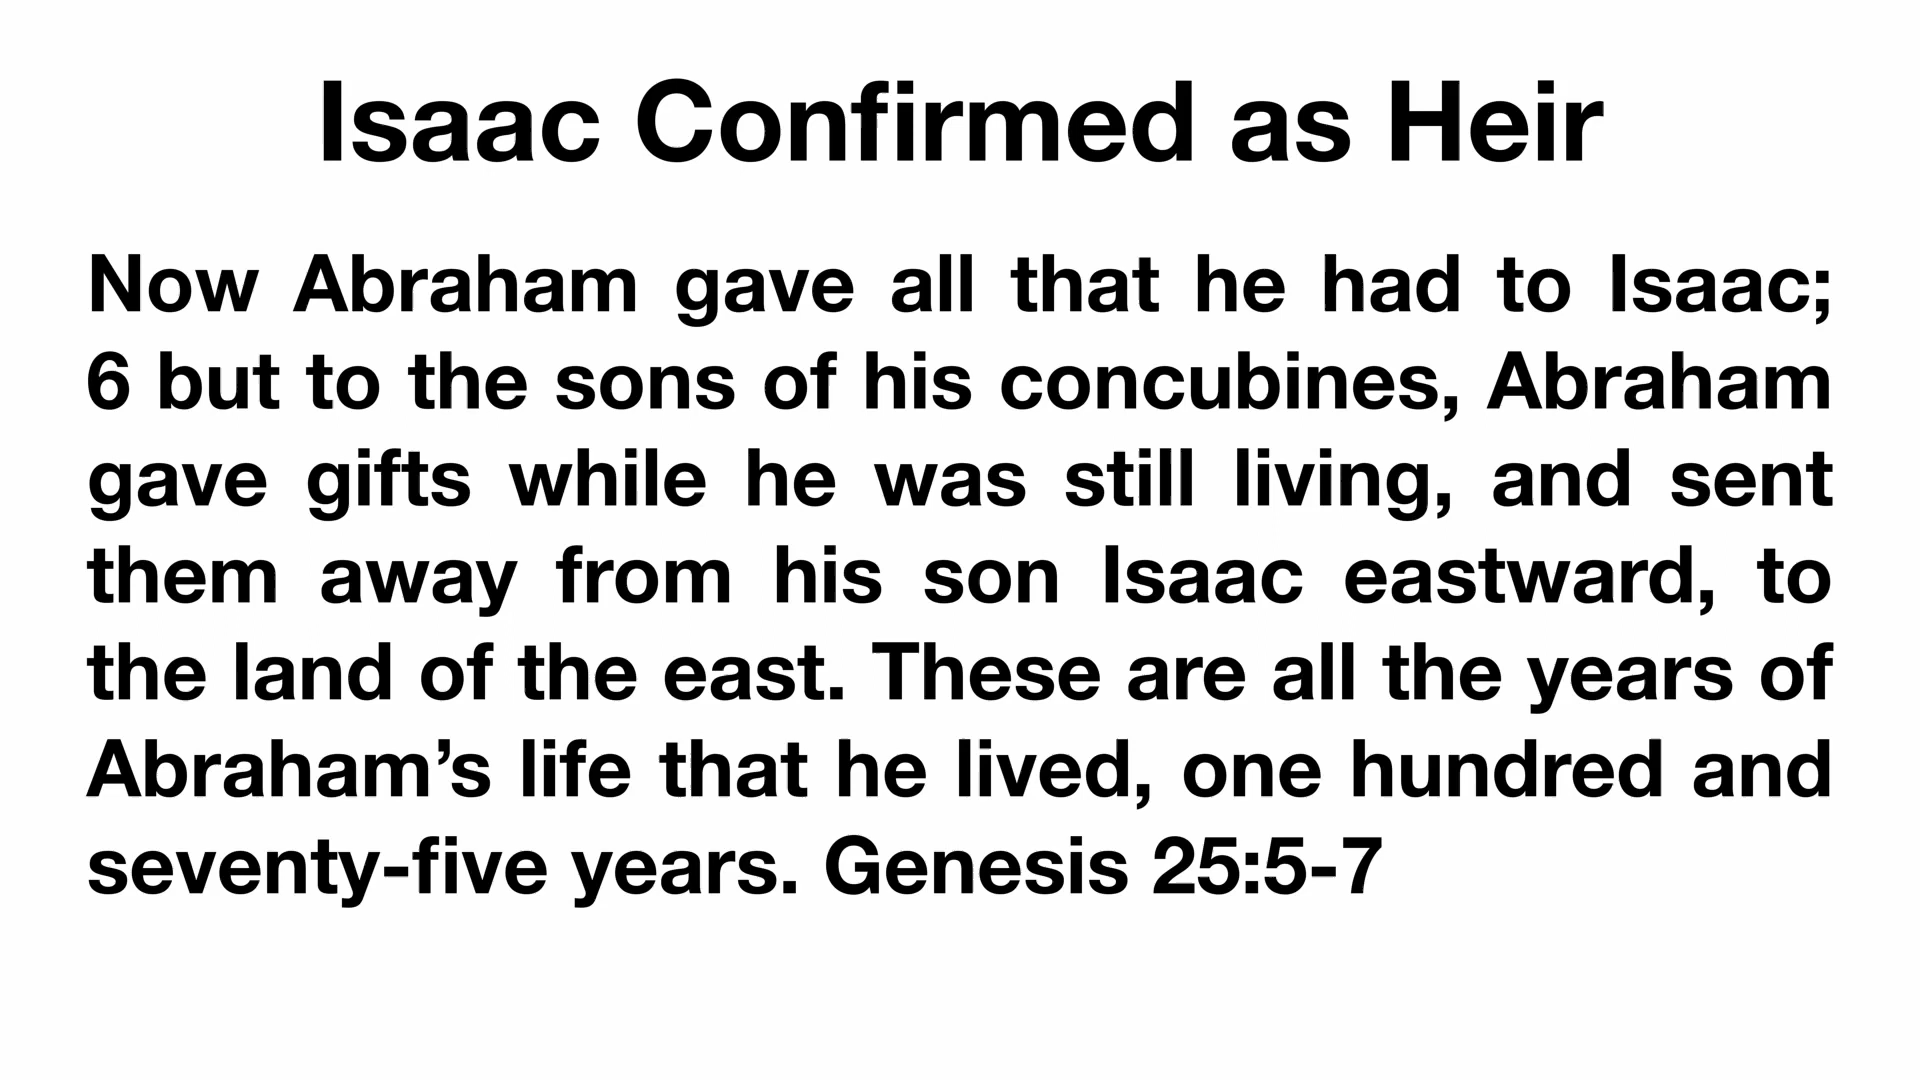 Isaac Confirmed as Heir
Now Abraham gave all that he had to Isaac;
6 but to the sons of his concubines, Abraham
gave gifts while he was still living, and sent
them away from his son Isaac eastward, to
the land of the east. These are all the years of
Abraham’s life that he lived, one hundred and
seventy-five years. Genesis 25:5-7